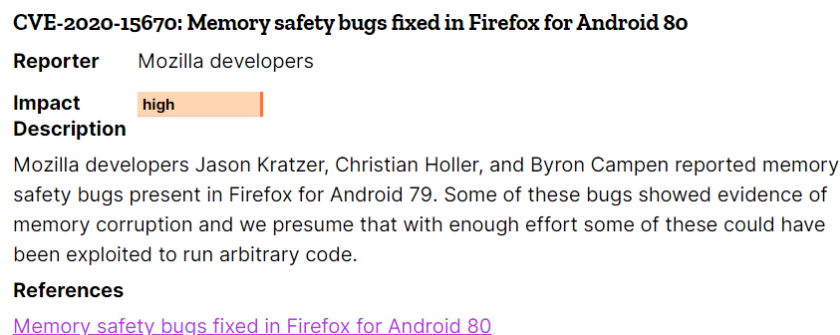 CVE-2020-15670: Memory safety bugs fixed in Firefox for Android 80
Reporter Mozilla developers
Impact high
Description
Mozilla developers Jason Kratzer, Christian Holler, and Byron Campen reported memory
safety bugs present in Firefox for Android 79. Some of these bugs showed evidence of
memory corruption and we presume that with enough effort some of these could have
been exploited to run arbitrary code.
References
Memory safety bugs fixed in Firefox for Android 80